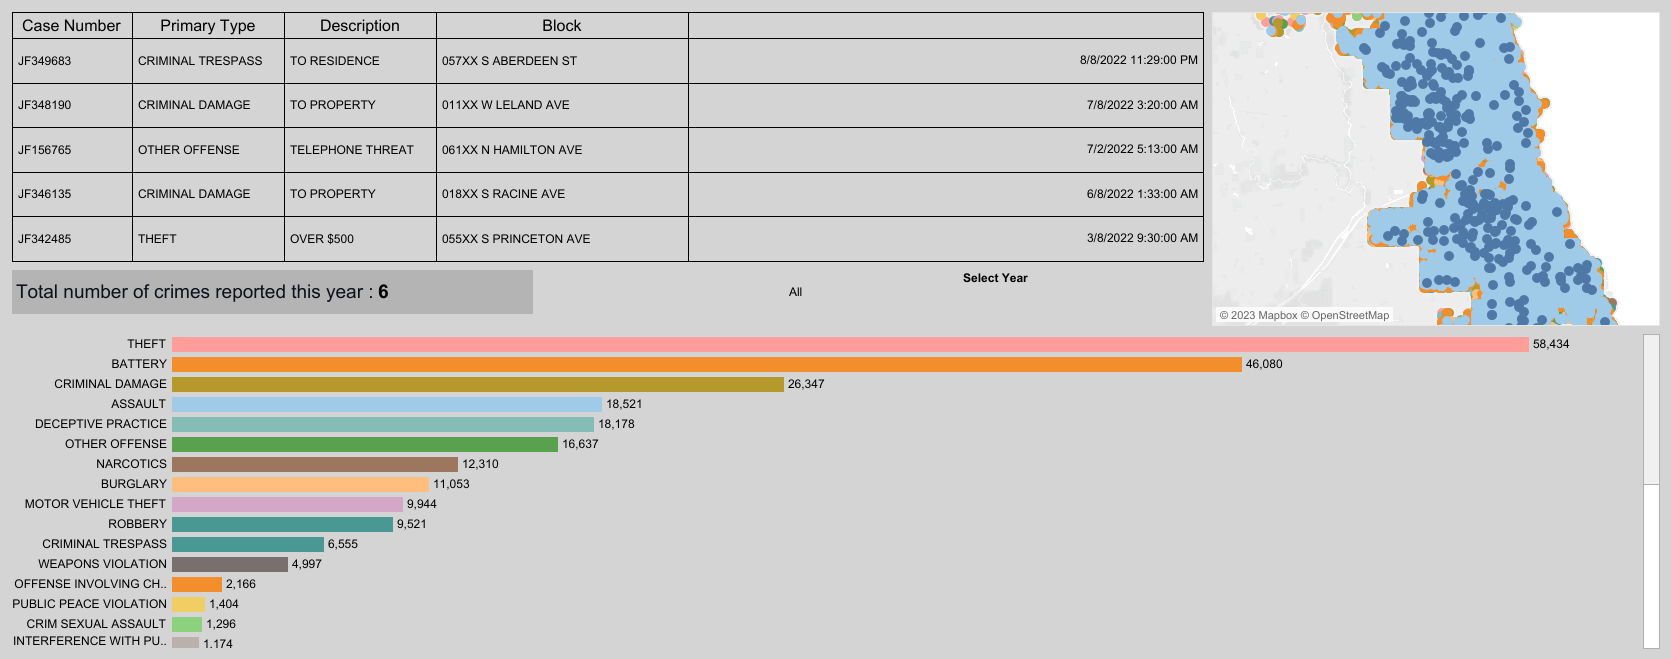 Case Number Primary Type Description Block
JF349683 CRIMINAL TRESPASS TO RESIDENCE 057XX S ABERDEEN ST 8/8/2022 11:29:00 PM
JF348190 CRIMINAL DAMAGE TO PROPERTY 011XX W LELAND AVE 7/8/2022 3:20:00 AM
JF156765 OTHER OFFENSE TELEPHONE THREAT 061XX N HAMILTON AVE 7/2/2022 5:13:00 AM
JF346135 CRIMINAL DAMAGE TO PROPERTY 018XX S RACINE AVE 6/8/2022 1:33:00 AM
JF342485 THEFT OVER $500 055XX S PRINCETON AVE 3/8/2022 9:30:00 AM
© 2023 Mapbox © OpenStreetMap
Total number of crimes reported this year : 6
Select Year
All
THEFT 58,434
BATTERY 46,080
CRIMINAL DAMAGE 26,347
ASSAULT 18,521
DECEPTIVE PRACTICE 18,178
OTHER OFFENSE 16,637
NARCOTICS 12,310
BURGLARY 11,053
MOTOR VEHICLE THEFT 9,944
ROBBERY 9,521
CRIMINAL TRESPASS 6,555
WEAPONS VIOLATION 4,997
OFFENSE INVOLVING CH.. 2,166
PUBLIC PEACE VIOLATION 1,404
CRIM SEXUAL ASSAULT 1,296
INTERFERENCE WITH PU.. 1,174